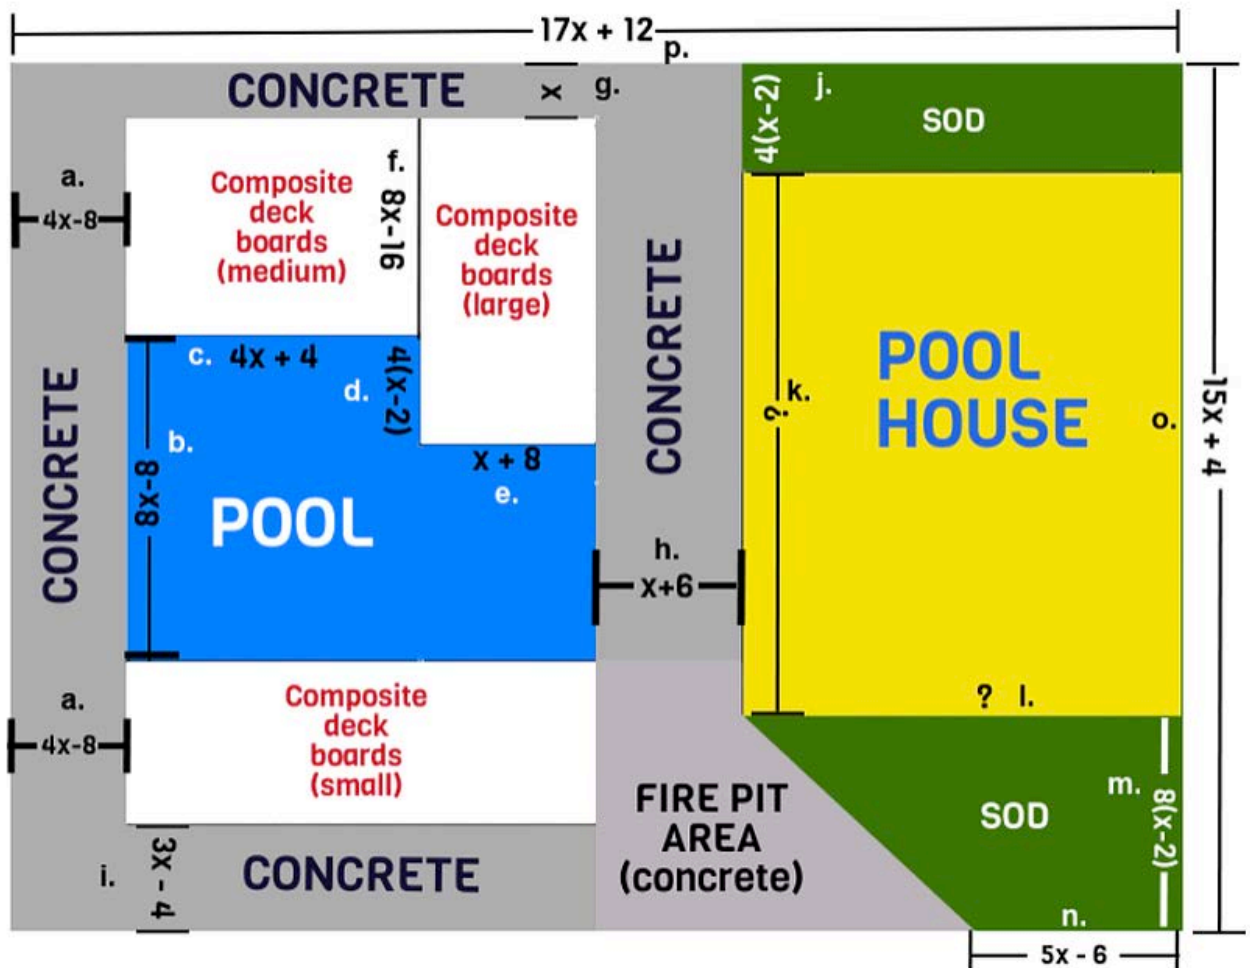 17x + 12
p.
CONCRETE
x
g.
4(x-2)
j.
SOD
a.
4x-8
Composite
deck
boards
(medium)
f.
8x-16
Composite
deck
boards
(large)
CONCRETE
POOL
HOUSE
?
k.
o.
15x + 4
CONCRETE
c. 4x + 4
d.
4(x-2)
b.
8x-8
x + 8
e.
POOL
h.
x+6
a.
4x-8
Composite
deck
boards
(small)
? l.
FIRE PIT
AREA
(concrete)
SOD
m.
8(x-2)
i.
3x - 4
CONCRETE
n.
5x - 6